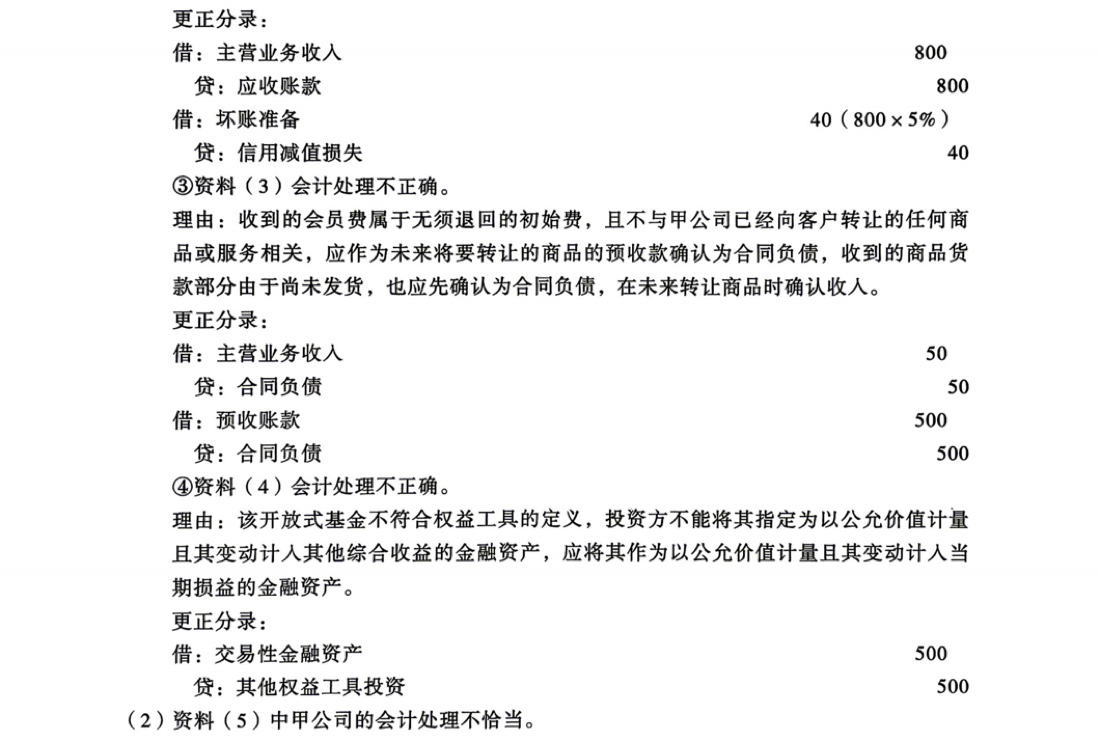 更正分录：
借：主营业务收入 800
贷：应收账款 800
借：坏账准备 40（800×5%）
贷：信用减值损失 40
③资料（3）会计处理不正确。
理由：收到的会员费属于无须退回的初始费，且不与甲公司已经向客户转让的任何商
品或服务相关，应作为未来将要转让的商品的预收款确认为合同负债，收到的商品货
款部分由于尚未发货，也应先确认为合同负债，在未来转让商品时确认收入。
更正分录：
借：主营业务收入 50
贷：合同负债 50
借：预收账款 500
贷：合同负债 500
④资料（4）会计处理不正确。
理由：该开放式基金不符合权益工具的定义，投资方不能将其指定为以公允价值计量
且其变动计入其他综合收益的金融资产，应将其作为以公允价值计量且其变动计入当
期损益的金融资产。
更正分录：
借：交易性金融资产 500
贷：其他权益工具投资 500
（2）资料（5）中甲公司的会计处理不恰当。